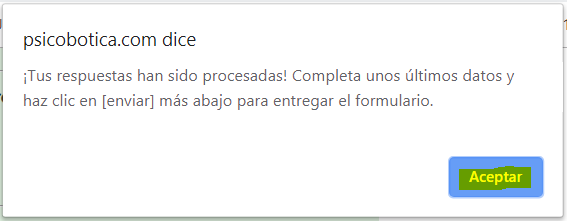 psicobotica.com dice
¡Tus respuestas han sido procesadas! Completa unos últimos datos y
haz clic en [enviar] más abajo para entregar el formulario.
Aceptar